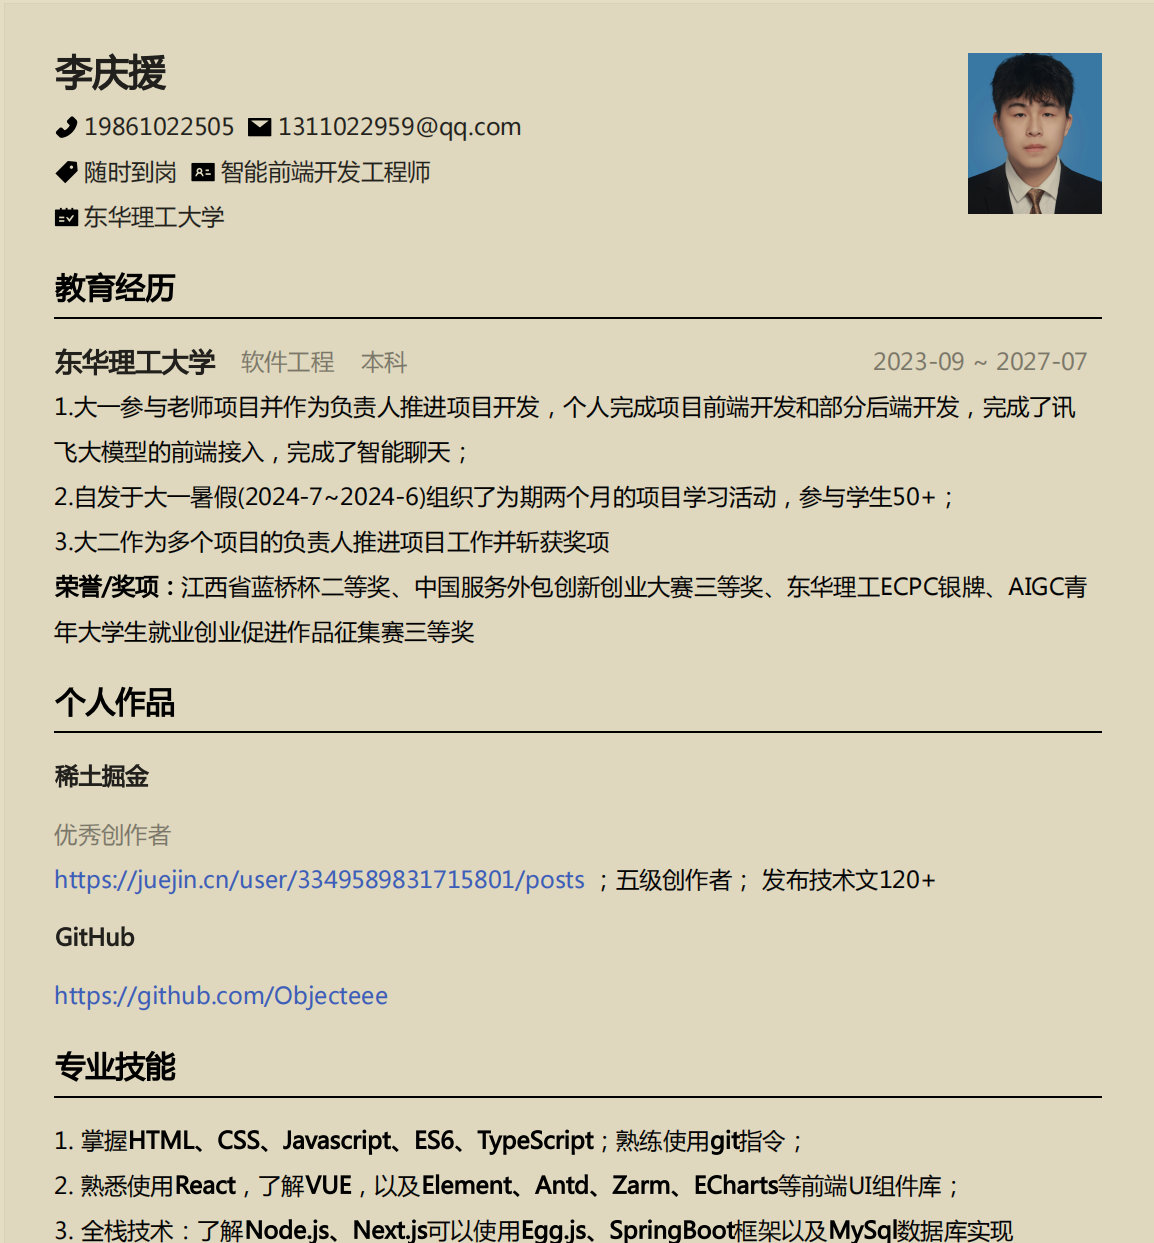 李庆援
19861022505 1311022959@qq.com
随时到岗 智能前端开发工程师
东华理工大学
教育经历
东华理工大学 软件工程 本科 2023-09 ~ 2027-07
1.大一参与老师项目并作为负责人推进项目开发，个人完成项目前端开发和部分后端开发，完成了讯
飞大模型的前端接入，完成了智能聊天；
2.自发于大一暑假(2024-7~2024-6)组织了为期两个月的项目学习活动，参与学生50+；
3.大二作为多个项目的负责人推进项目工作并斩获奖项
荣誉/奖项：江西省蓝桥杯二等奖、中国服务外包创新创业大赛三等奖、东华理工ECPC银牌、AIGC青
年大学生就业创业促进作品征集赛三等奖
个人作品
稀土掘金
优秀创作者
https://juejin.cn/user/3349589831715801/posts ；五级创作者； 发布技术文120+
GitHub
https://github.com/Objecteee
专业技能
1. 掌握HTML、CSS、Javascript、ES6、TypeScript；熟练使用git指令；
2. 熟悉使用React，了解VUE，以及Element、Antd、Zarm、ECharts等前端UI组件库；
3. 全栈技术：了解Node.js、Next.js可以使用Egg.js、SpringBoot框架以及MySql数据库实现